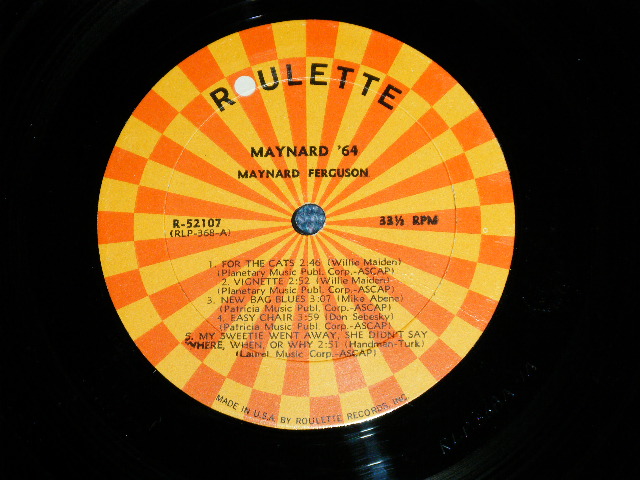 ROULETTE
MAYNARD '64
MAYNARD FERGUSON
R-52107
(RLP-368-A)
33⅓ RPM
1. FOR THE CATS 2:46 (Willie Maiden)
(Planetary Music Publ. Corp.-ASCAP)
2. VIGNETTE 2:52 (Willie Maiden)
(Planetary Music Publ. Corp.-ASCAP)
3. NEW BAG BLUES 3:07 (Mike Abene)
(Patricia Music Publ. Corp.-ASCAP)
4. EASY CHAIR 3:59 (Don Sebesky)
(Patricia Music Publ. Corp.-ASCAP)
5. MY SWEETIE WENT AWAY, SHE DIDN'T SAY
WHERE, WHEN, OR WHY 2:51 (Handman-Turk)
(Laurel Music Corp.-ASCAP)
MADE IN U.S.A. BY ROULETTE RECORDS, INC.